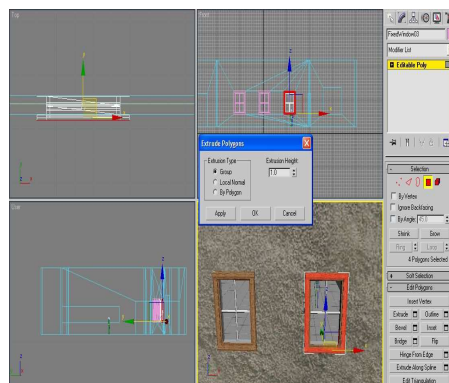 Top
Front
FixedWindow03
Modifier List
Editable Poly
Extrude Polygons
Extrusion Type
Group
Local Normal
By Polygon
Extrusion Height:
1.0
Apply
OK
Cancel
Selection
By Vertex
Ignore Backfacing
By Angle: 45.0
Shrink
Grow
Ring
Loop
4 Polygons Selected
Soft Selection
Edit Polygons
Insert Vertex
Extrude
Outline
Bevel
Inset
Bridge
Flip
Hinge From Edge
Extrude Along Spline
Edit Triangulation